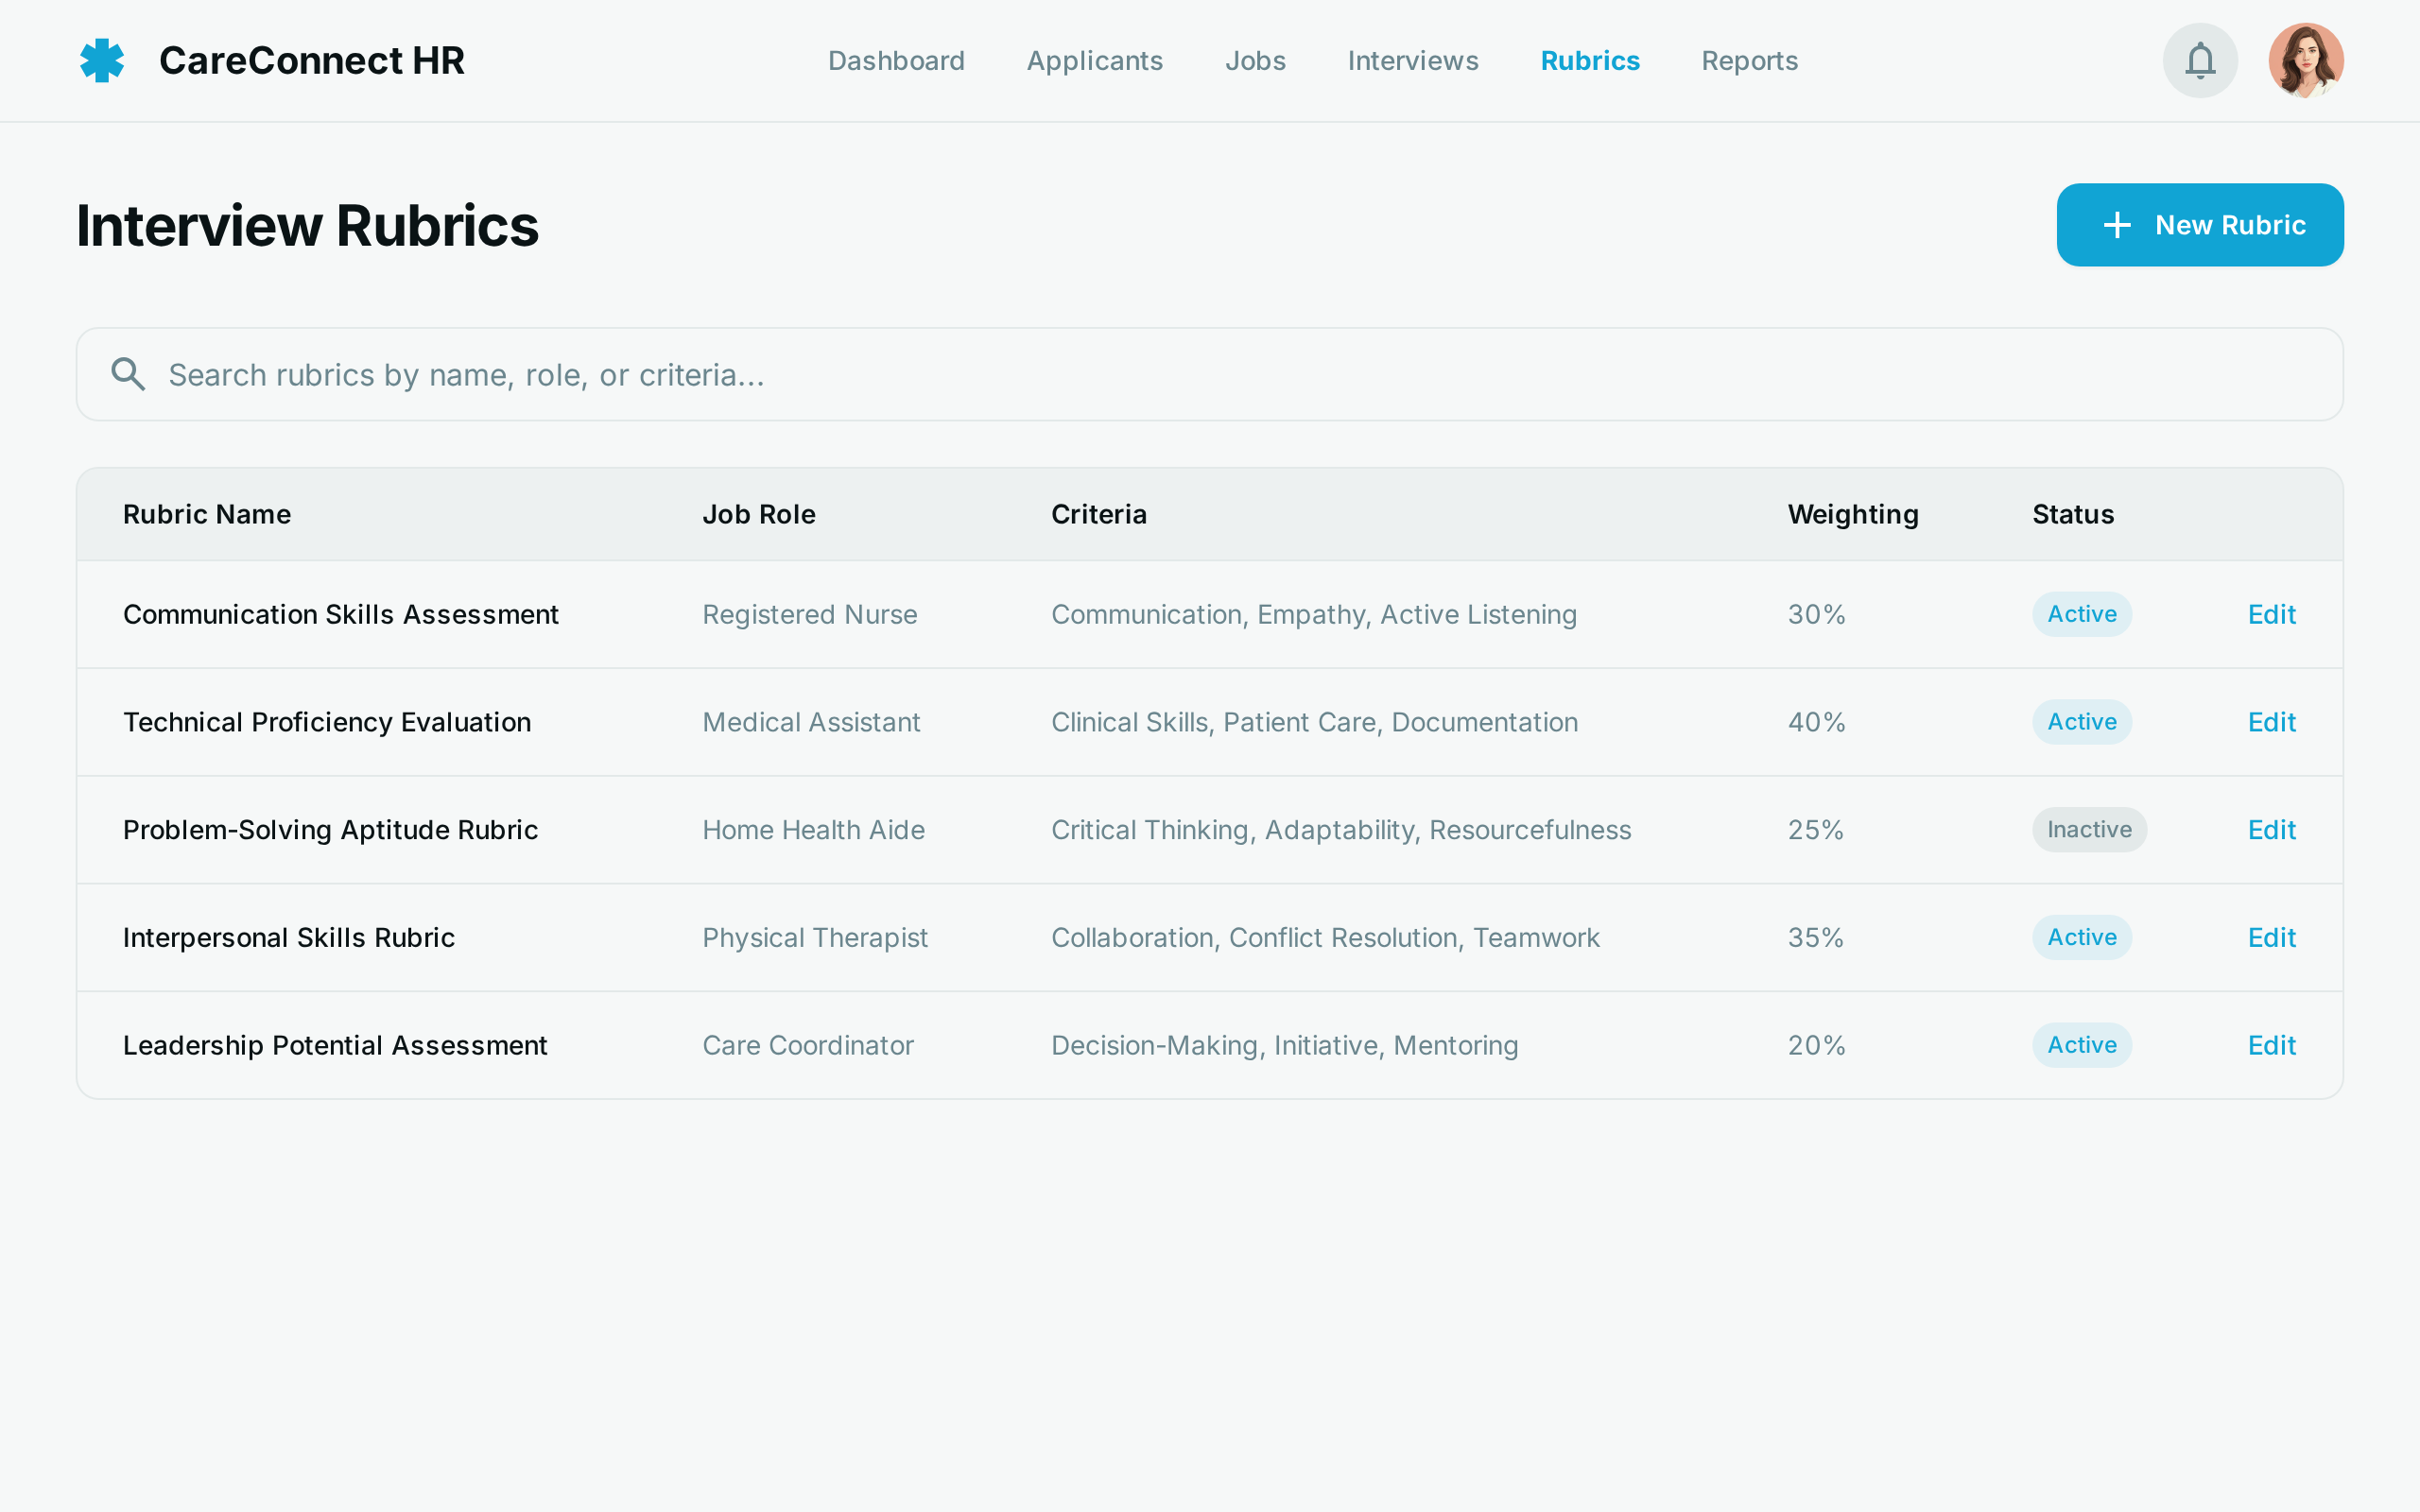 CareConnect HR
Dashboard Applicants Jobs Interviews Rubrics Reports
Interview Rubrics
New Rubric
Search rubrics by name, role, or criteria...
Rubric Name Job Role Criteria Weighting Status
Communication Skills Assessment Registered Nurse Communication, Empathy, Active Listening 30% Active Edit
Technical Proficiency Evaluation Medical Assistant Clinical Skills, Patient Care, Documentation 40% Active Edit
Problem-Solving Aptitude Rubric Home Health Aide Critical Thinking, Adaptability, Resourcefulness 25% Inactive Edit
Interpersonal Skills Rubric Physical Therapist Collaboration, Conflict Resolution, Teamwork 35% Active Edit
Leadership Potential Assessment Care Coordinator Decision-Making, Initiative, Mentoring 20% Active Edit